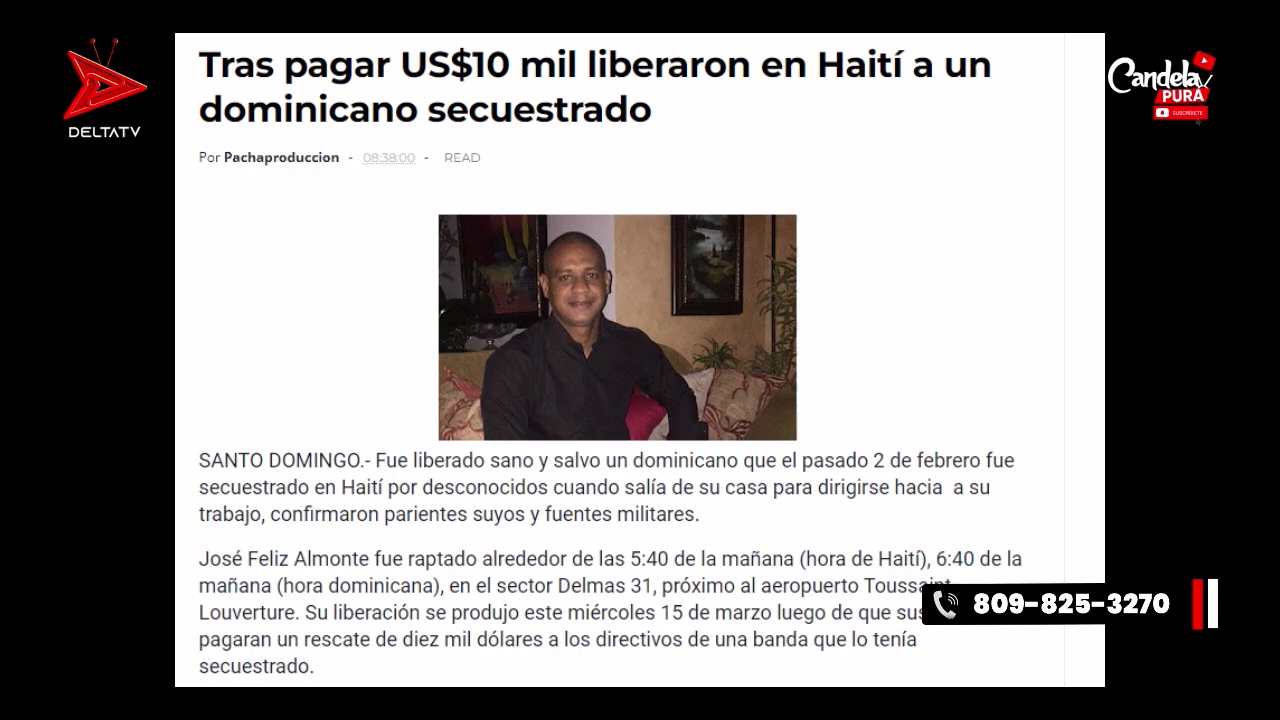 DELTATV
Candela
PURA
SUSCRÍBETE
Tras pagar US$10 mil liberaron en Haití a un
dominicano secuestrado
Por Pachaproduccion - 08:38:00 - READ
SANTO DOMINGO.- Fue liberado sano y salvo un dominicano que el pasado 2 de febrero fue
secuestrado en Haití por desconocidos cuando salía de su casa para dirigirse hacia a su
trabajo, confirmaron parientes suyos y fuentes militares.
José Feliz Almonte fue raptado alrededor de las 5:40 de la mañana (hora de Haití), 6:40 de la
mañana (hora dominicana), en el sector Delmas 31, próximo al aeropuerto Toussaint
Louverture. Su liberación se produjo este miércoles 15 de marzo luego de que sus
pagaran un rescate de diez mil dólares a los directivos de una banda que lo tenía
secuestrado.
809-825-3270